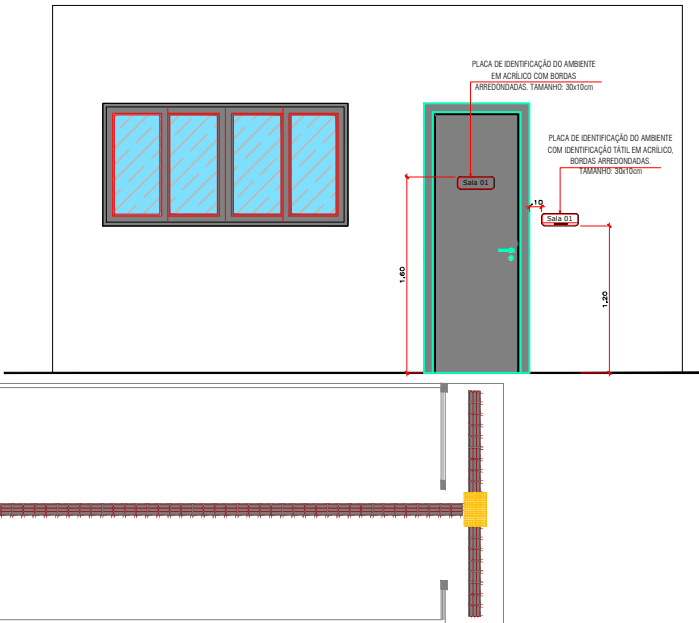 PLACA DE IDENTIFICAÇÃO DO AMBIENTE
EM ACRÍLICO COM BORDAS
ARREDONDADAS. TAMANHO: 30x10cm
PLACA DE IDENTIFICAÇÃO DO AMBIENTE
COM IDENTIFICAÇÃO TÁTIL EM ACRÍLICO,
BORDAS ARREDONDADAS.
TAMANHO: 30x10cm
Sala 01
.10
Sala 01
1.60
1.20